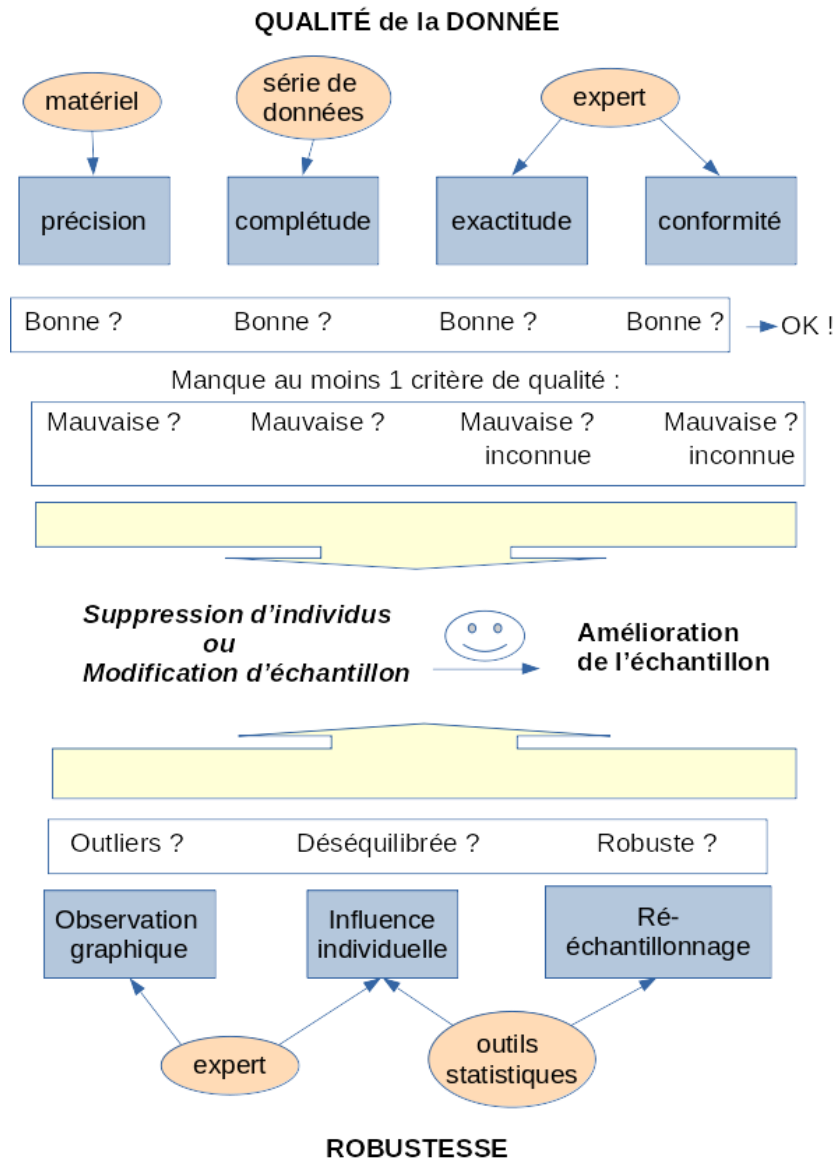 QUALITÉ de la DONNÉE
matériel
série de
données
expert
précision
complétude
exactitude
conformité
Bonne ?
Bonne ?
Bonne ?
Bonne ?
OK !
Manque au moins 1 critère de qualité :
Mauvaise ?
Mauvaise ?
Mauvaise ?
inconnue
Mauvaise ?
inconnue
Suppression d’individus
ou
Modification d’échantillon
Amélioration
de l’échantillon
Outliers ?
Déséquilibrée ?
Robuste ?
Observation
graphique
Influence
individuelle
Ré-
échantillonnage
expert
outils
statistiques
ROBUSTESSE